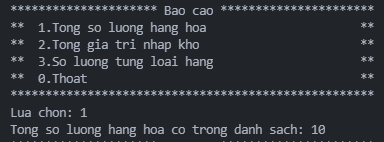 ********************* Bao cao **********************
**  1.Tong so luong hang hoa                      **
**  2.Tong gia tri nhap kho                       **
**  3.So luong tung loai hang                     **
**  0.Thoat                                       **
****************************************************
Lua chon: 1
Tong so luong hang hoa co trong danh sach: 10